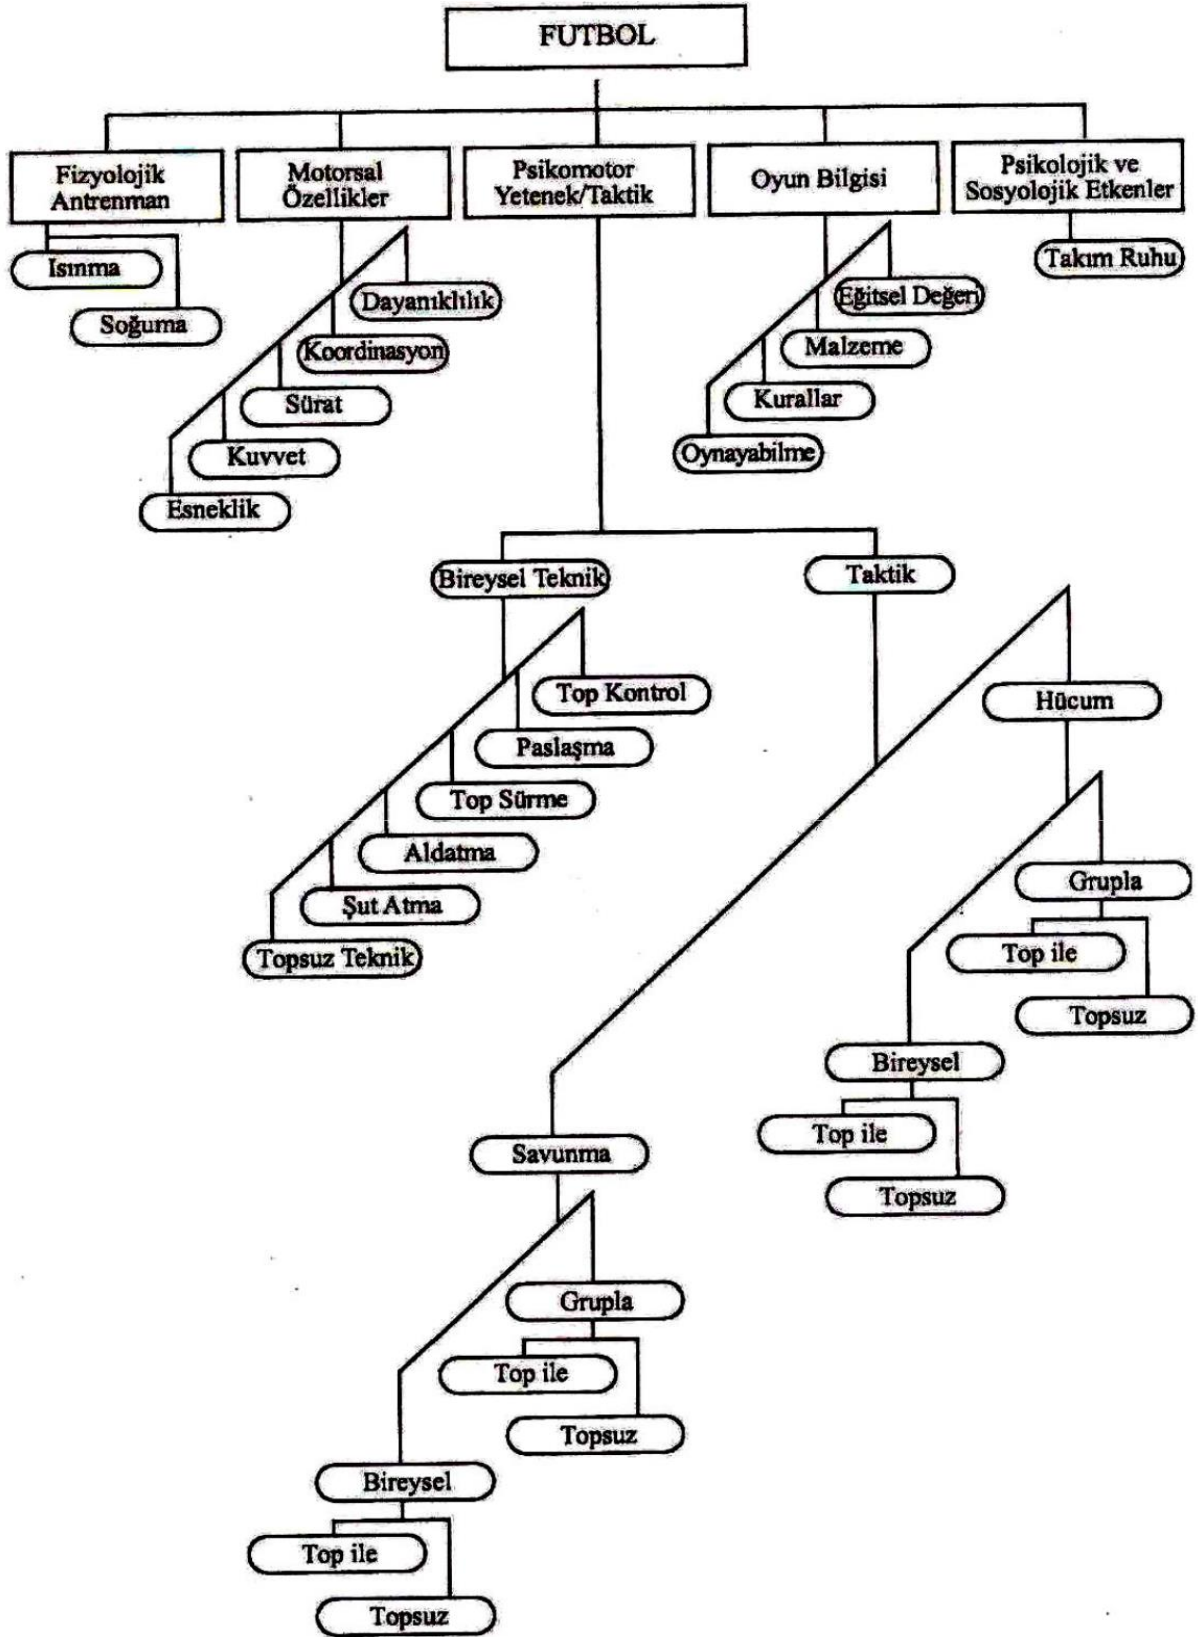 FUTBOL
Fizyolojik
Antrenman
Motorsal
Özellikler
Psikomotor
Yetenek/Taktik
Oyun Bilgisi
Psikolojik ve
Sosyolojik Etkenler
Isınma
Soğuma
Dayanıklılık
Koordinasyon
Sürat
Kuvvet
Esneklik
Eğitsel Değeri
Malzeme
Kurallar
Oynayabilme
Takım Ruhu
Bireysel Teknik
Taktik
Top Kontrol
Paslaşma
Top Sürme
Aldatma
Şut Atma
Topsuz Teknik
Hücum
Grupla
Top ile
Topsuz
Bireysel
Top ile
Topsuz
Savunma
Grupla
Top ile
Topsuz
Bireysel
Top ile
Topsuz